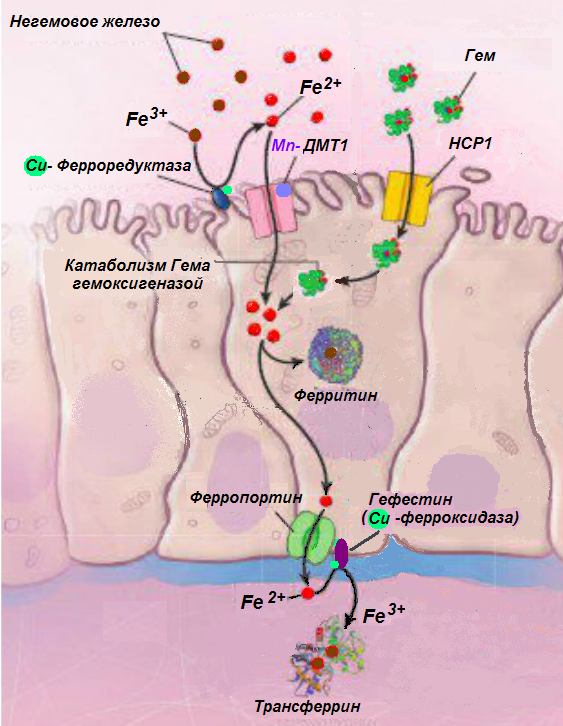 Негемовое железо
Гем
Fe2+
Fe3+
Mn- ДМТ1
HCP1
Cu- Ферроредуктаза
Катаболизм Гема
гемоксигеназой
Ферритин
Ферропортин
Гефестин
(Cu -ферроксидаза)
Fe 2+
Fe3+
Трансферрин